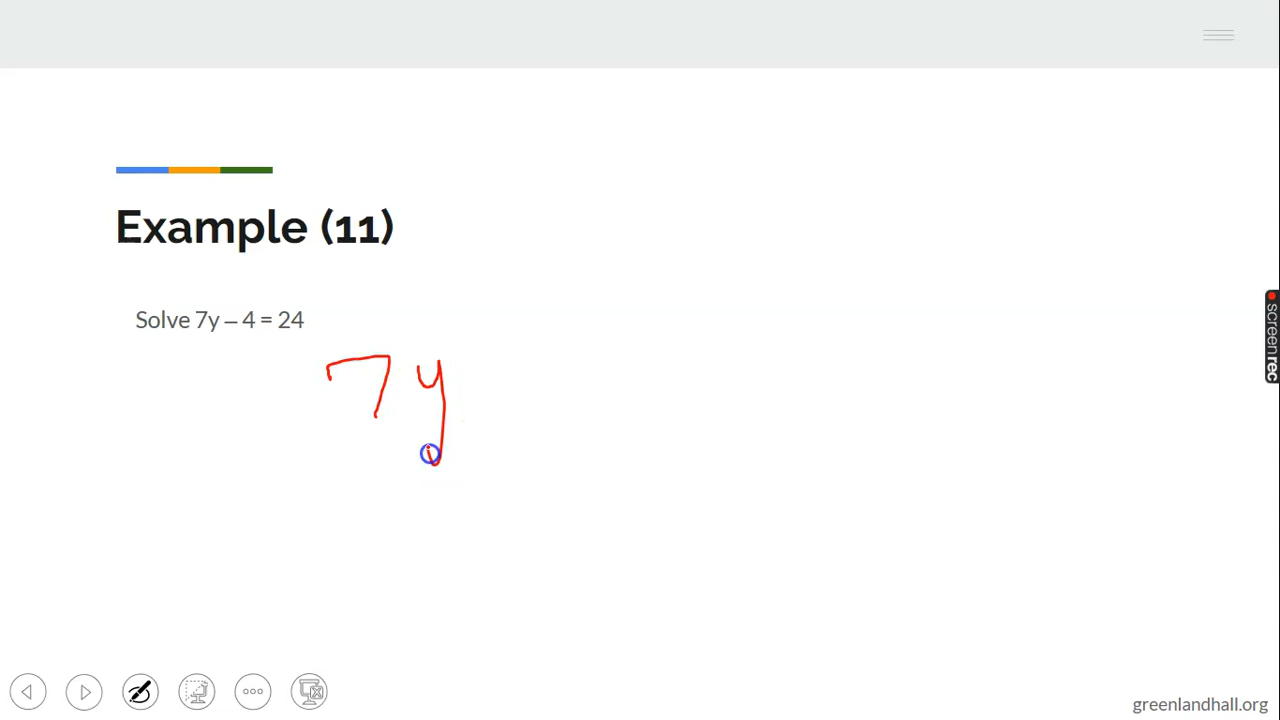 Example (11)
Solve 7y – 4 = 24
7y
screenrec
greenlandhall.org